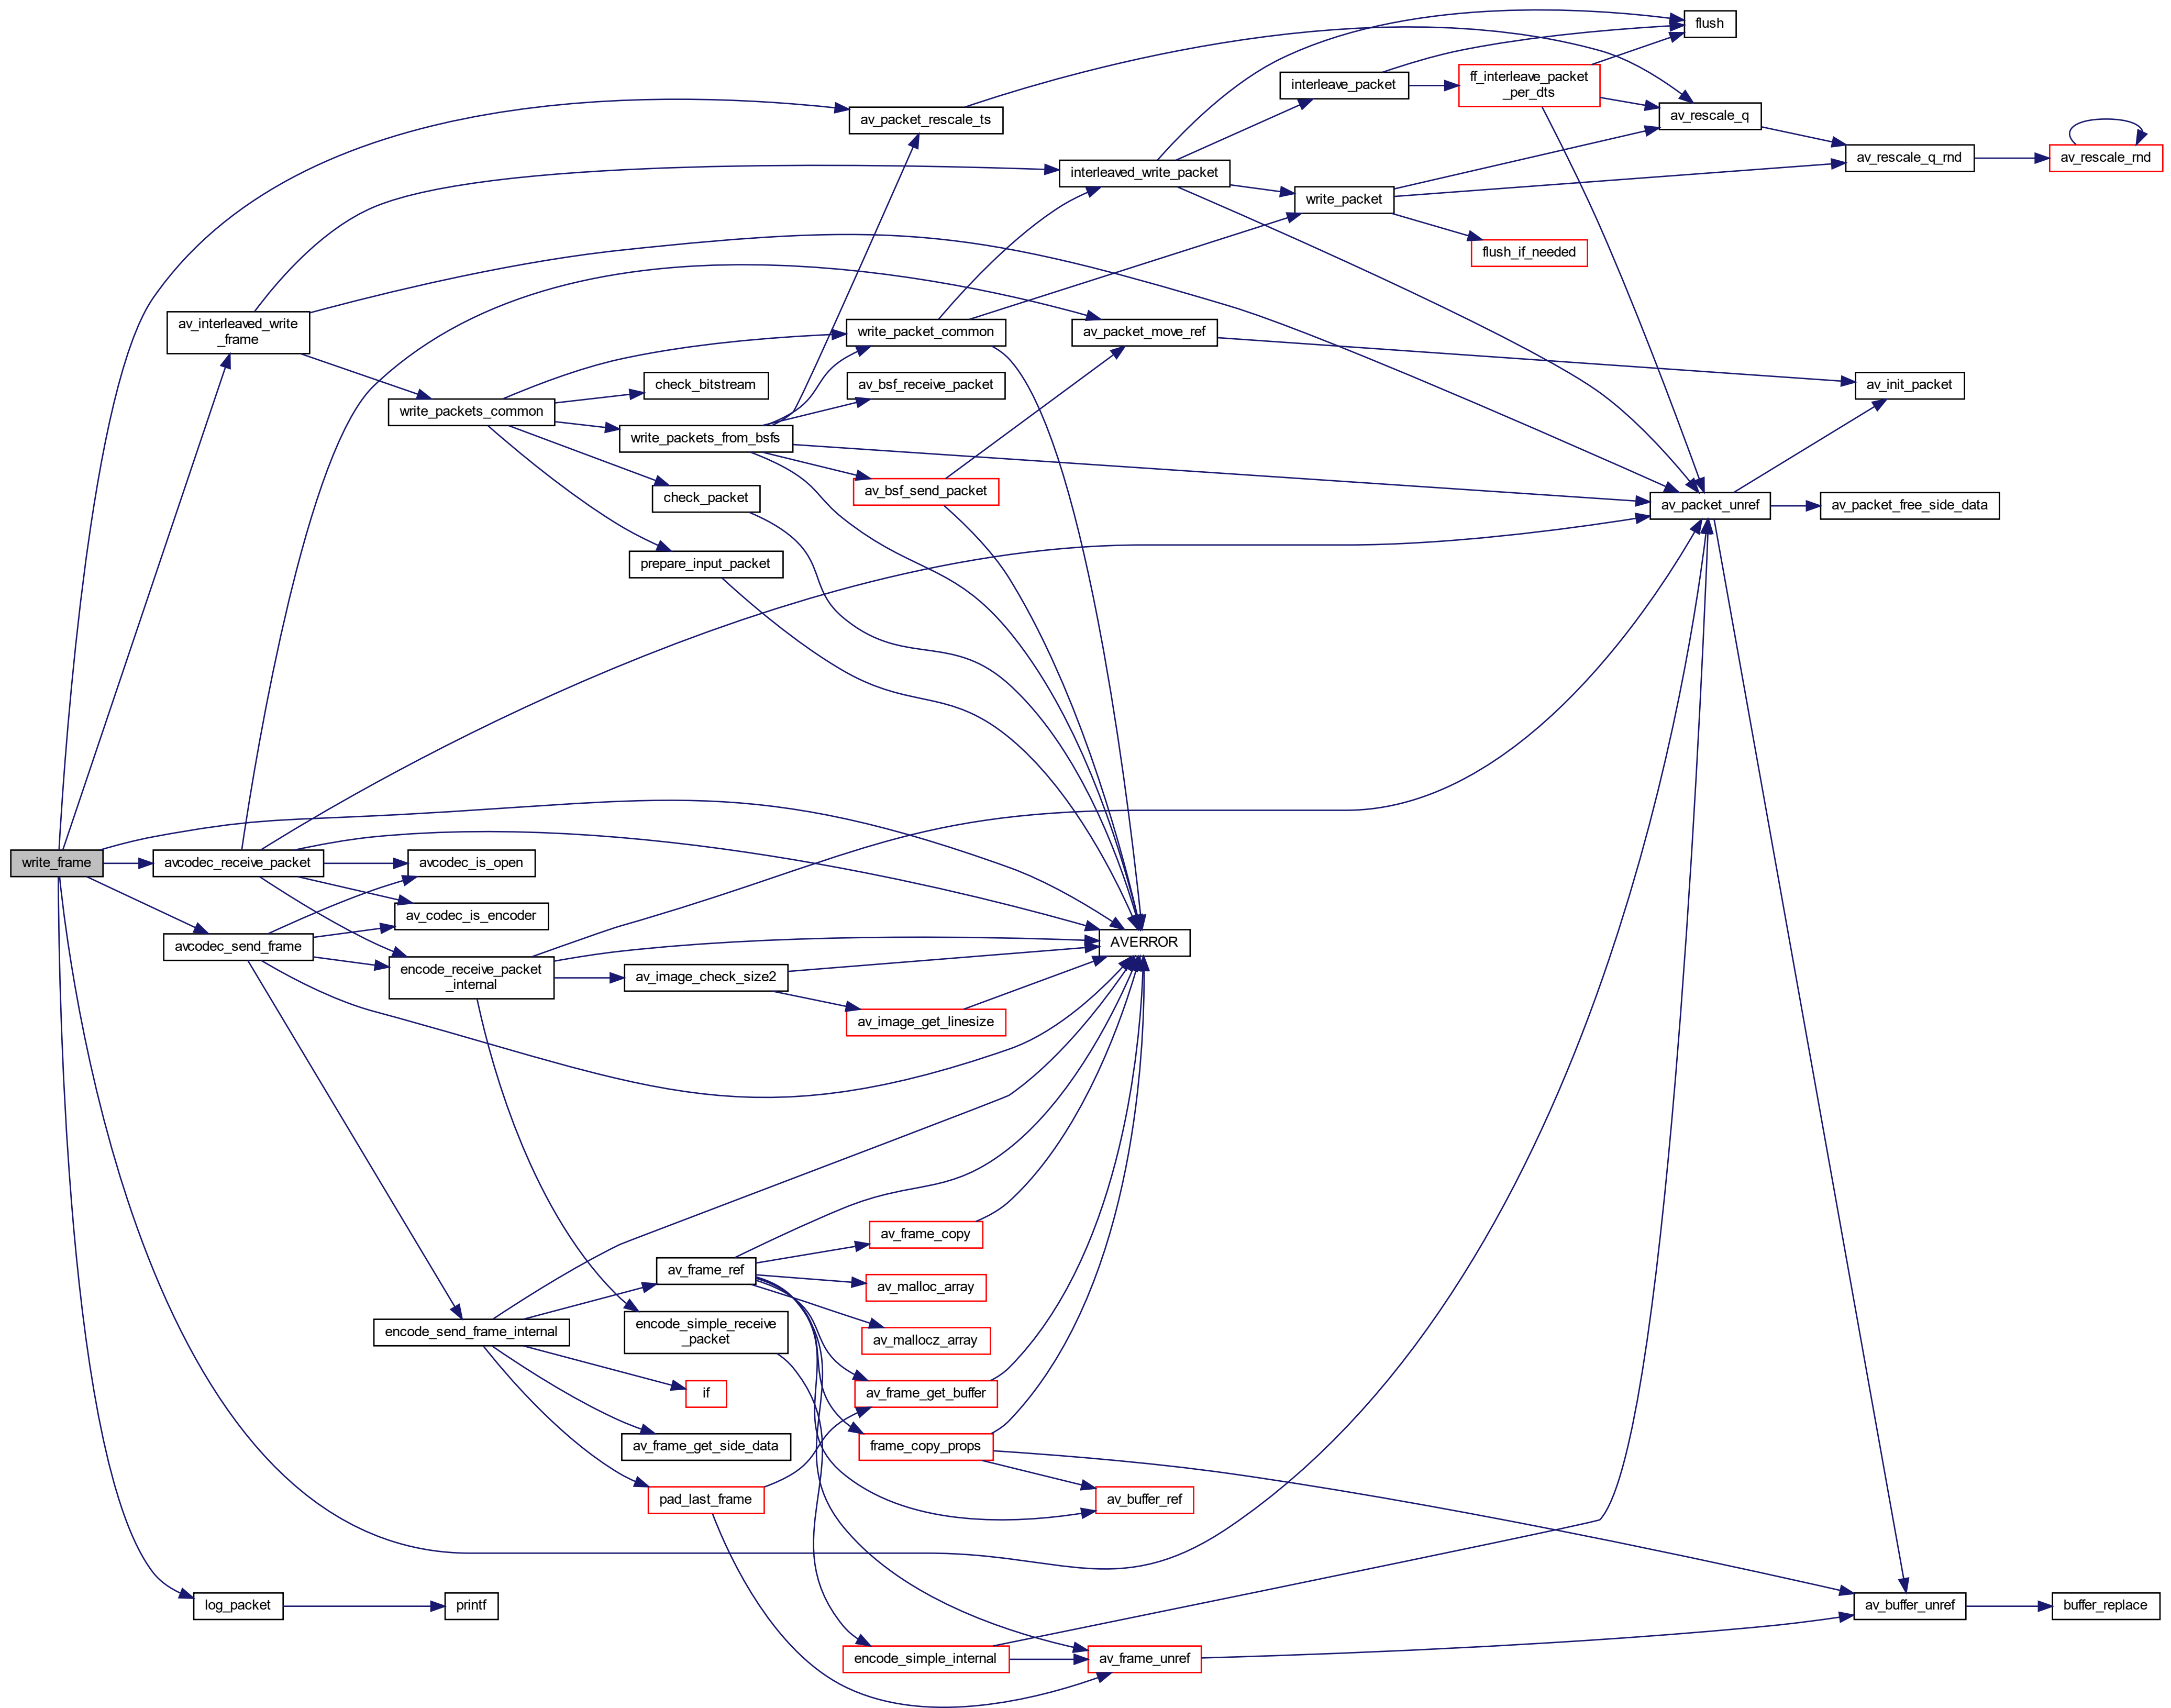 flush
interleave_packet
ff_interleave_packet
_per_dts
av_packet_rescale_ts
av_rescale_q
av_rescale_q_rnd
av_rescale_rnd
interleaved_write_packet
write_packet
flush_if_needed
av_interleaved_write
_frame
write_packet_common
av_packet_move_ref
check_bitstream
av_bsf_receive_packet
av_init_packet
write_packets_common
write_packets_from_bsfs
check_packet
av_bsf_send_packet
av_packet_unref
av_packet_free_side_data
prepare_input_packet
write_frame
avcodec_receive_packet
avcodec_is_open
av_codec_is_encoder
avcodec_send_frame
AVERROR
encode_receive_packet
_internal
av_image_check_size2
av_image_get_linesize
av_frame_copy
av_frame_ref
av_malloc_array
encode_send_frame_internal
encode_simple_receive
_packet
av_mallocz_array
if
av_frame_get_buffer
av_frame_get_side_data
frame_copy_props
pad_last_frame
av_buffer_ref
log_packet
printf
av_buffer_unref
buffer_replace
encode_simple_internal
av_frame_unref